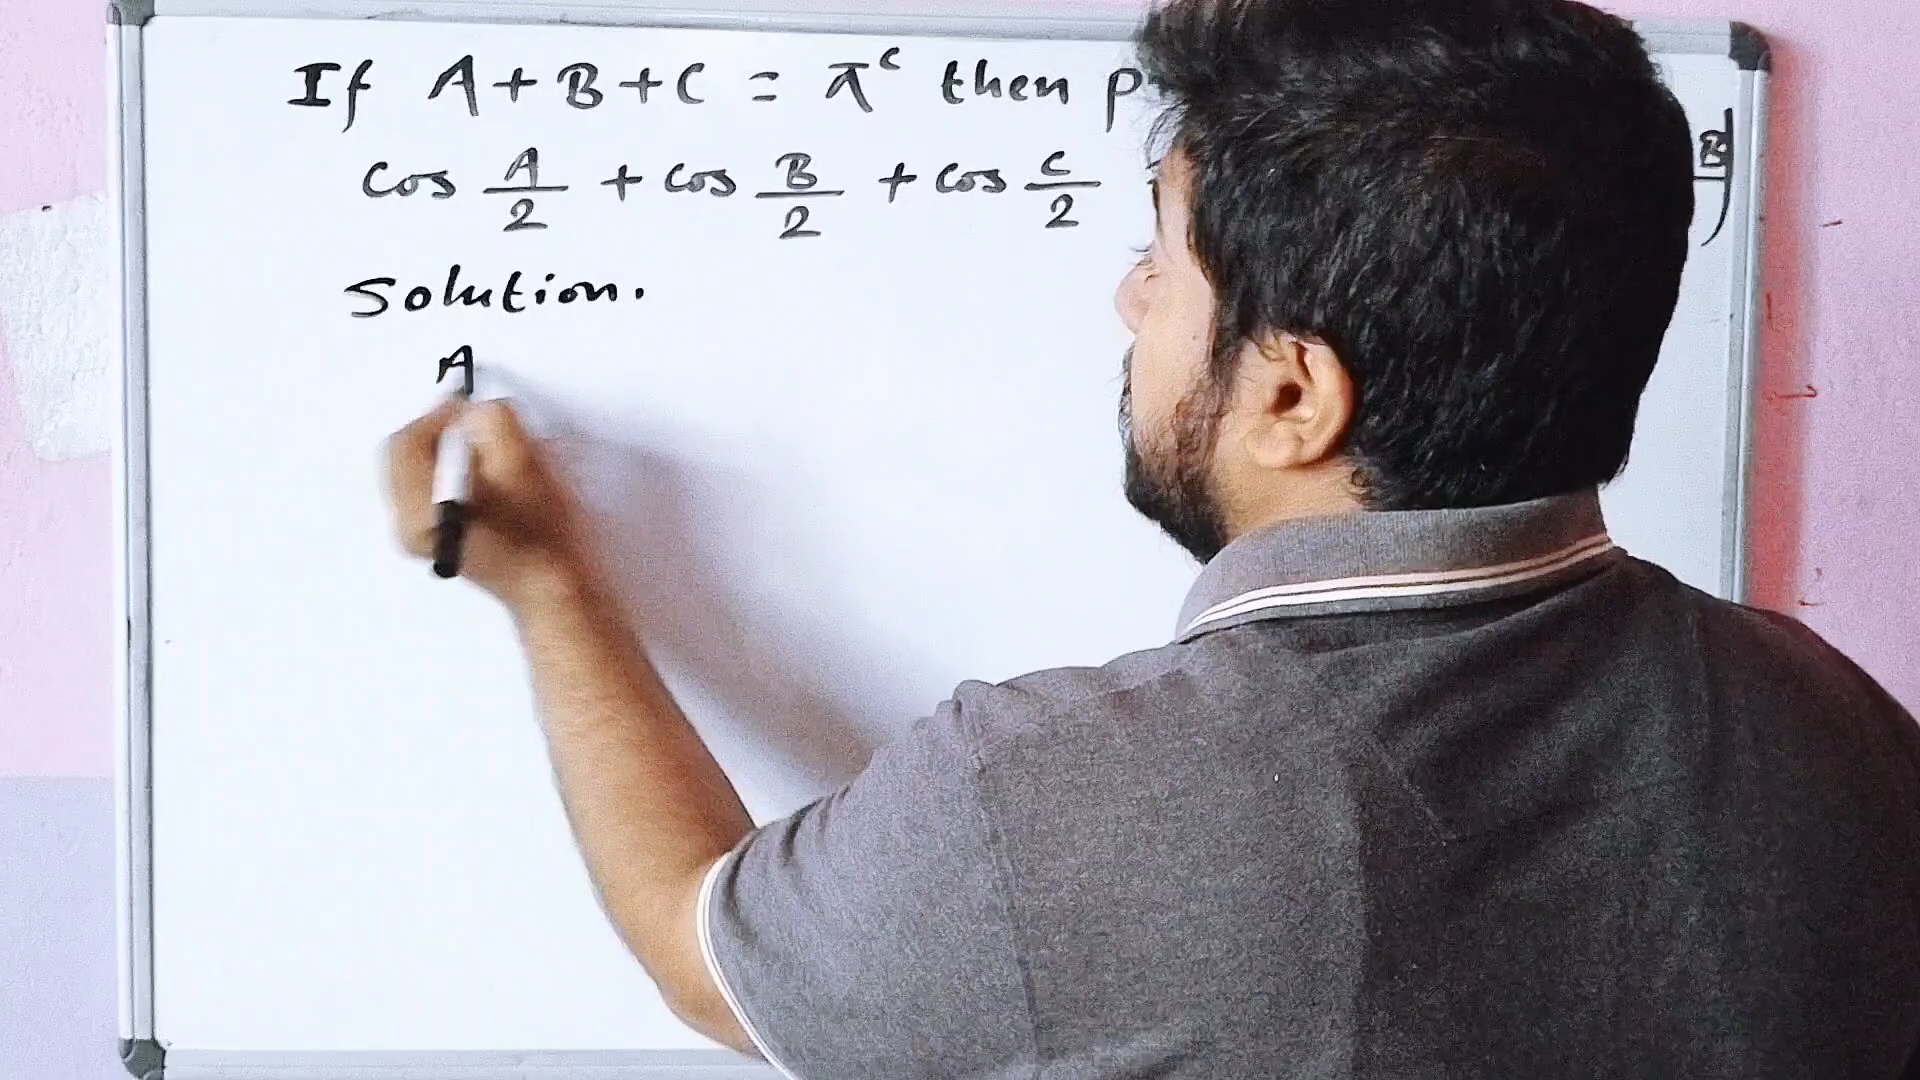 If A + B + C = π^c then p
cos A/2 + cos B/2 + cos C/2
Solution.
A